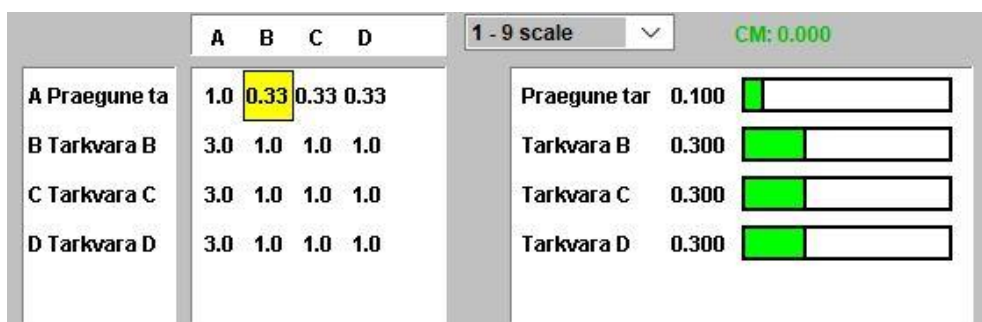 A B C D 1 - 9 scale CM: 0.000
A Praegune ta 1.0 0.33 0.33 0.33 Praegune tar 0.100
B Tarkvara B 3.0 1.0 1.0 1.0 Tarkvara B 0.300
C Tarkvara C 3.0 1.0 1.0 1.0 Tarkvara C 0.300
D Tarkvara D 3.0 1.0 1.0 1.0 Tarkvara D 0.300